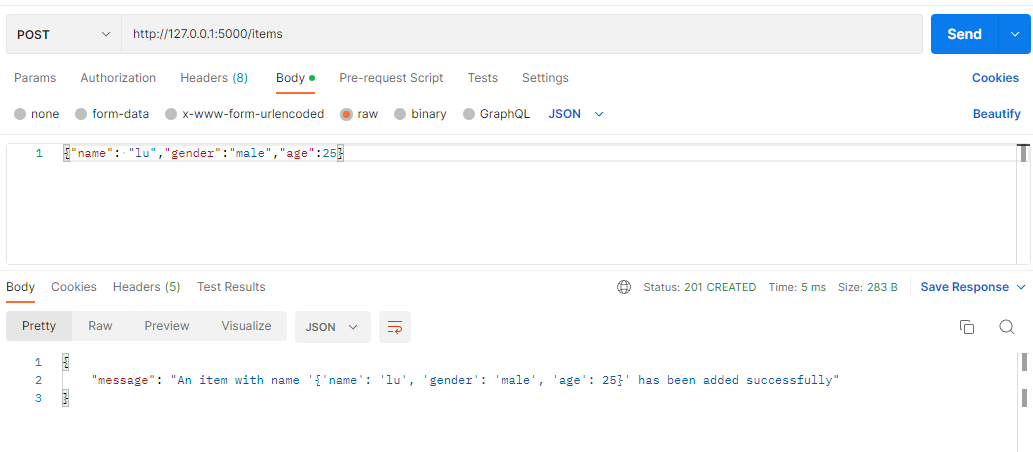 POST http://127.0.0.1:5000/items Send
Params Authorization Headers (8) Body Pre-request Script Tests Settings Cookies
none form-data x-www-form-urlencoded raw binary GraphQL JSON Beautify
1 {"name": "lu","gender":"male","age":25}
Body Cookies Headers (5) Test Results Status: 201 CREATED Time: 5 ms Size: 283 B Save Response
Pretty Raw Preview Visualize JSON
1 {
2 "message": "An item with name '{'name': 'lu', 'gender': 'male', 'age': 25}' has been added successfully"
3 }